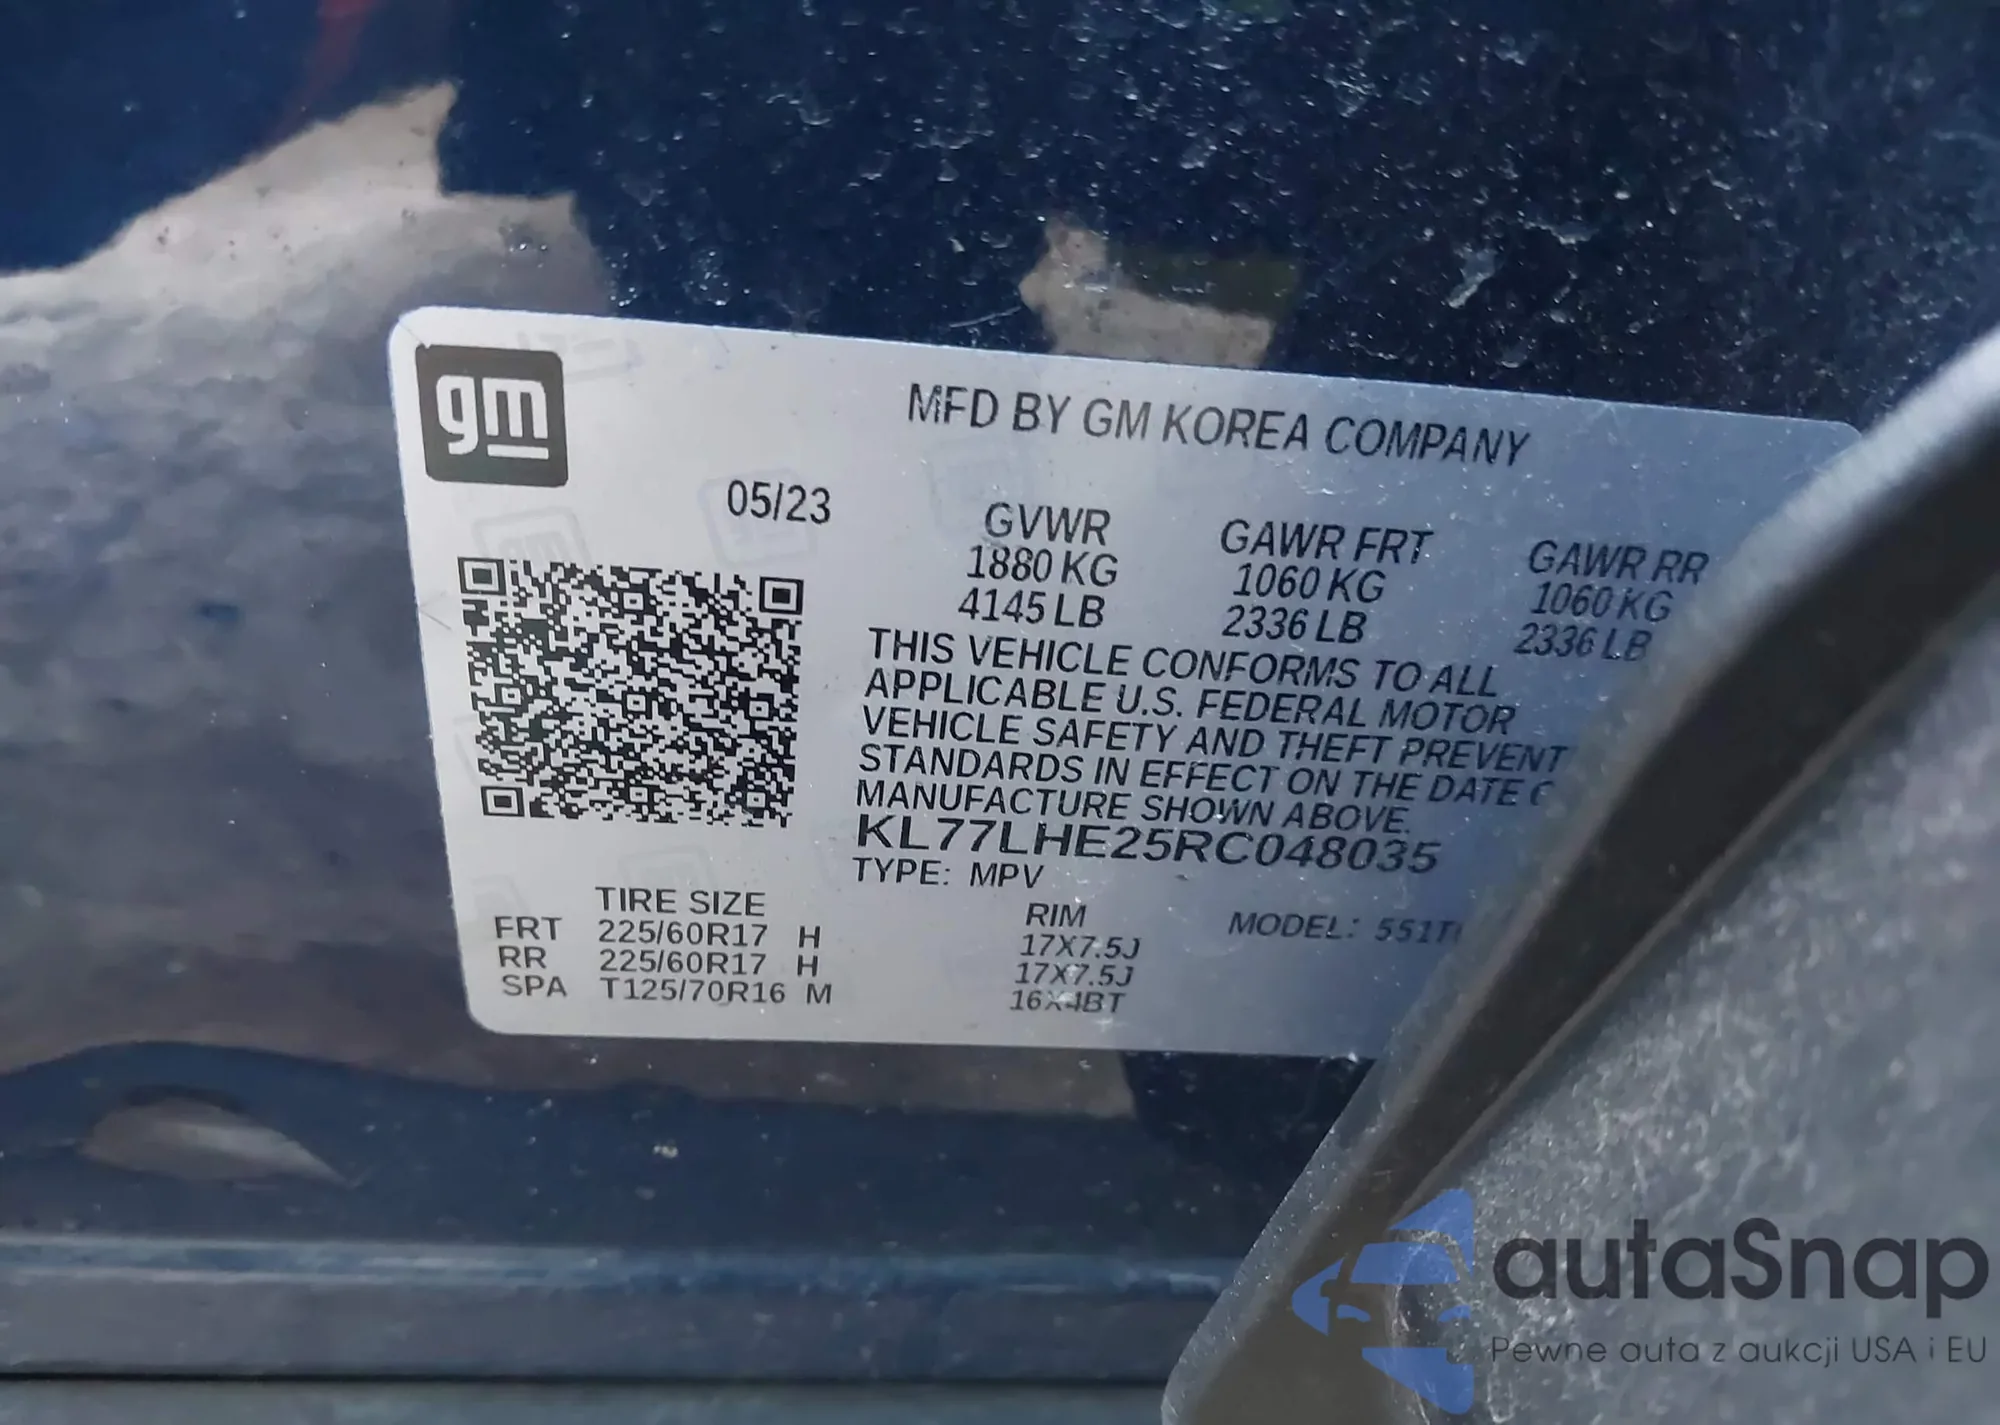 gm
MFD BY GM KOREA COMPANY
05/23
GVWR GAWR FRT GAWR RR
1880 KG 1060 KG 1060 KG
4145 LB 2336 LB 2336 LB
THIS VEHICLE CONFORMS TO ALL
APPLICABLE U.S. FEDERAL MOTOR
VEHICLE SAFETY AND THEFT PREVENT
STANDARDS IN EFFECT ON THE DATE
MANUFACTURE SHOWN ABOVE.
KL77LHE25RC048035
TYPE: MPV
TIRE SIZE RIM MODEL: 551T
FRT 225/60R17 H 17X7.5J
RR 225/60R17 H 17X7.5J
SPA T125/70R16 M 16X4BT
autaSnap
Pewne auta z aukcji USA i EU